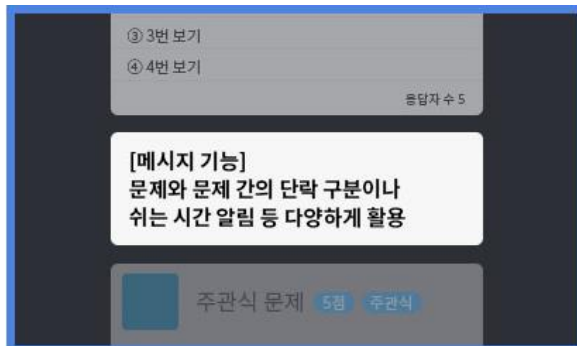 ③ 3번 보기
④ 4번 보기
응답자 수 5
[메시지 기능]
문제와 문제 간의 단락 구분이나
쉬는 시간 알림 등 다양하게 활용
주관식 문제 5점 주관식